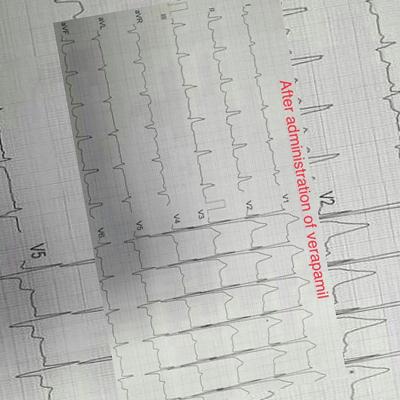 After administration of verapamil
I
II
III
aVR
aVL
aVF
V1
V2
V3
V4
V5
V6
V2
V5